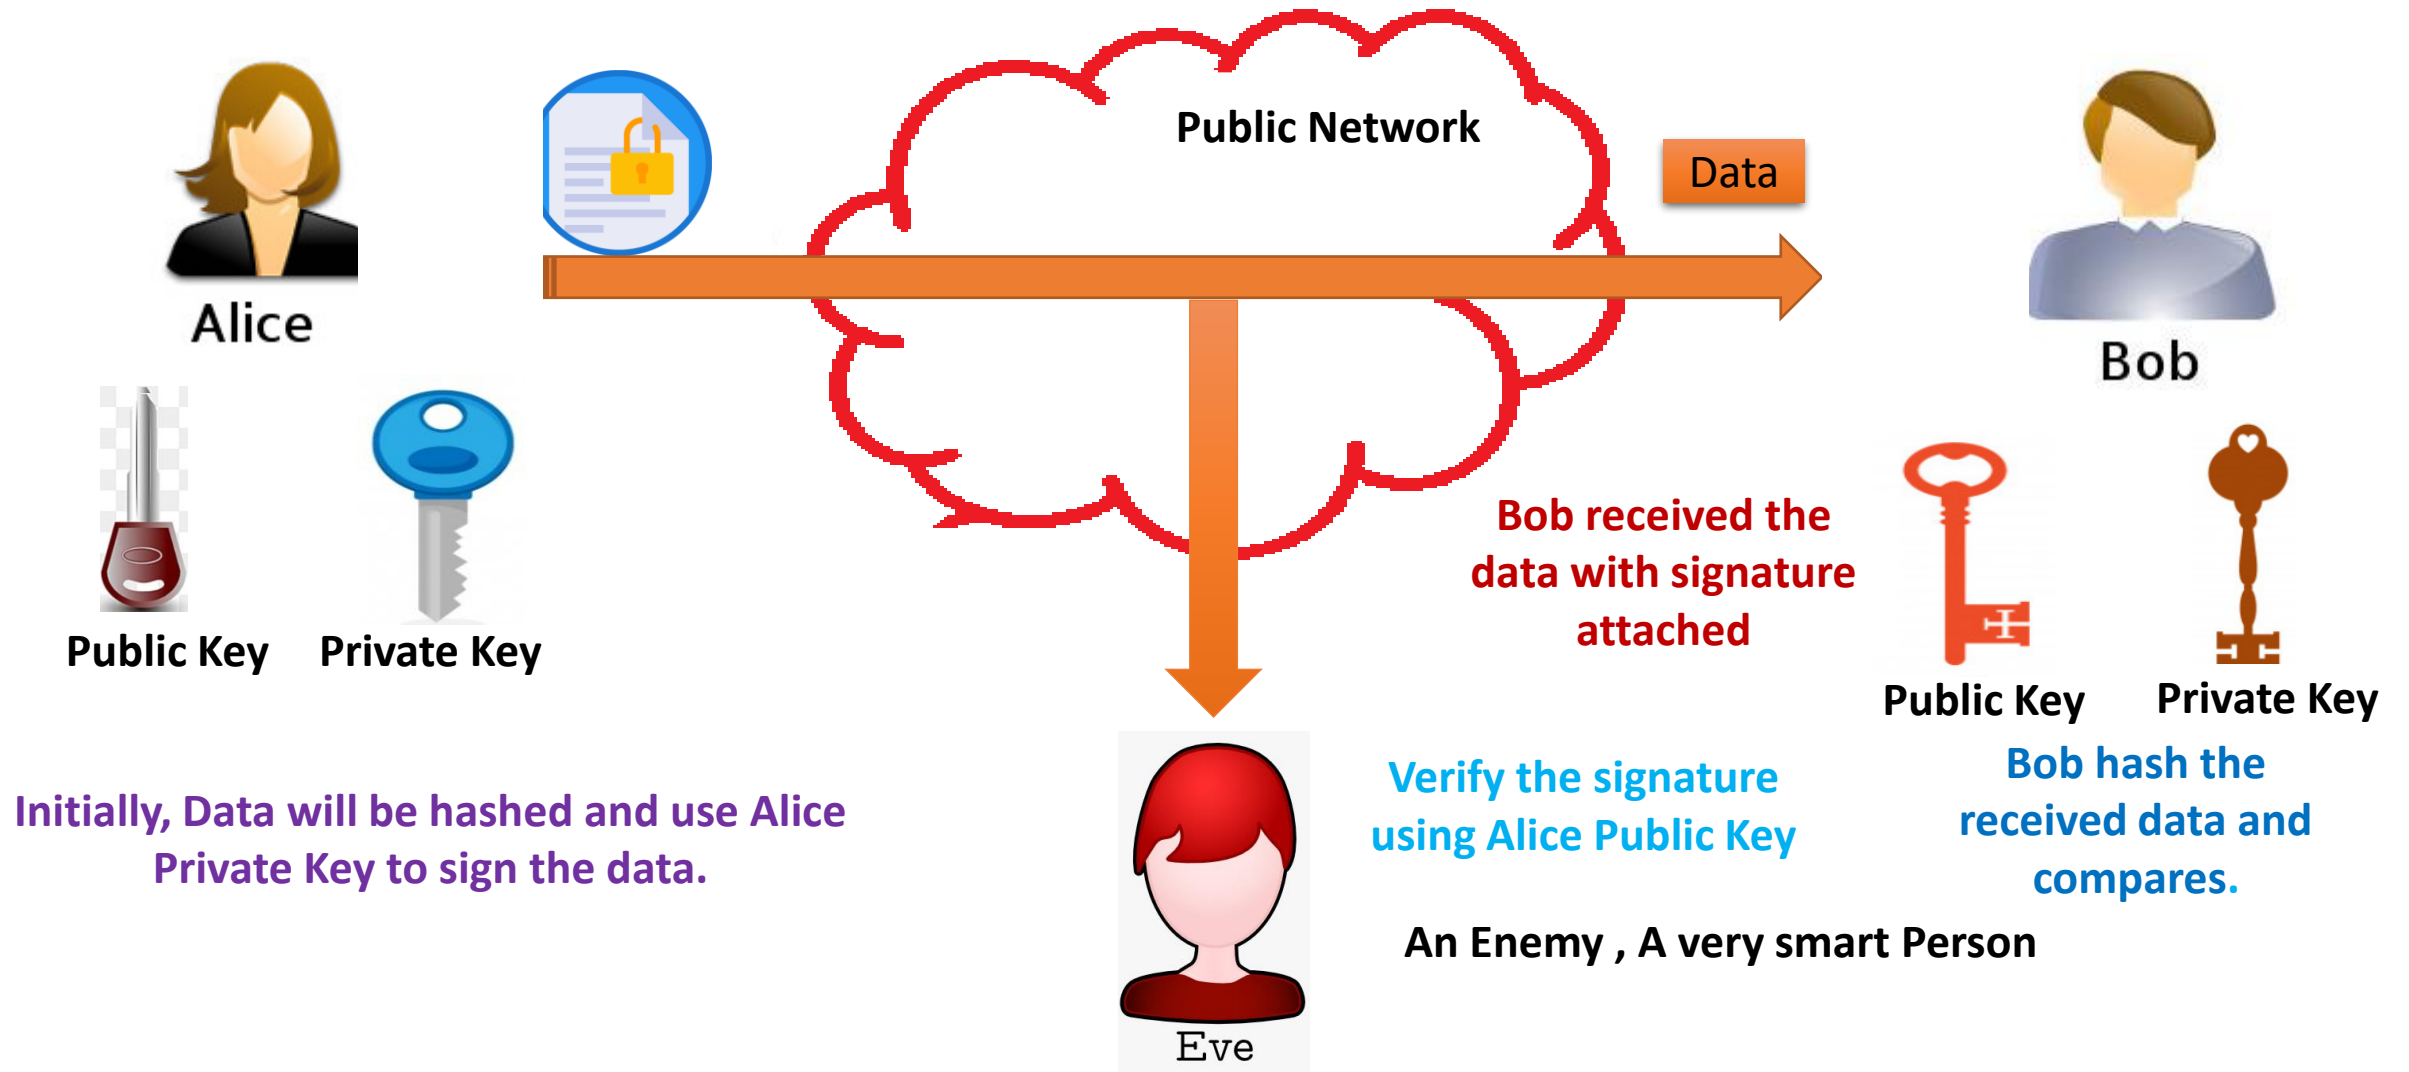 Public Network
Data
Alice
Bob
Public Key
Private Key
Bob received the
data with signature
attached
Public Key
Private Key
Initially, Data will be hashed and use Alice
Private Key to sign the data.
Verify the signature
using Alice Public Key
Bob hash the
received data and
compares.
An Enemy , A very smart Person
Eve